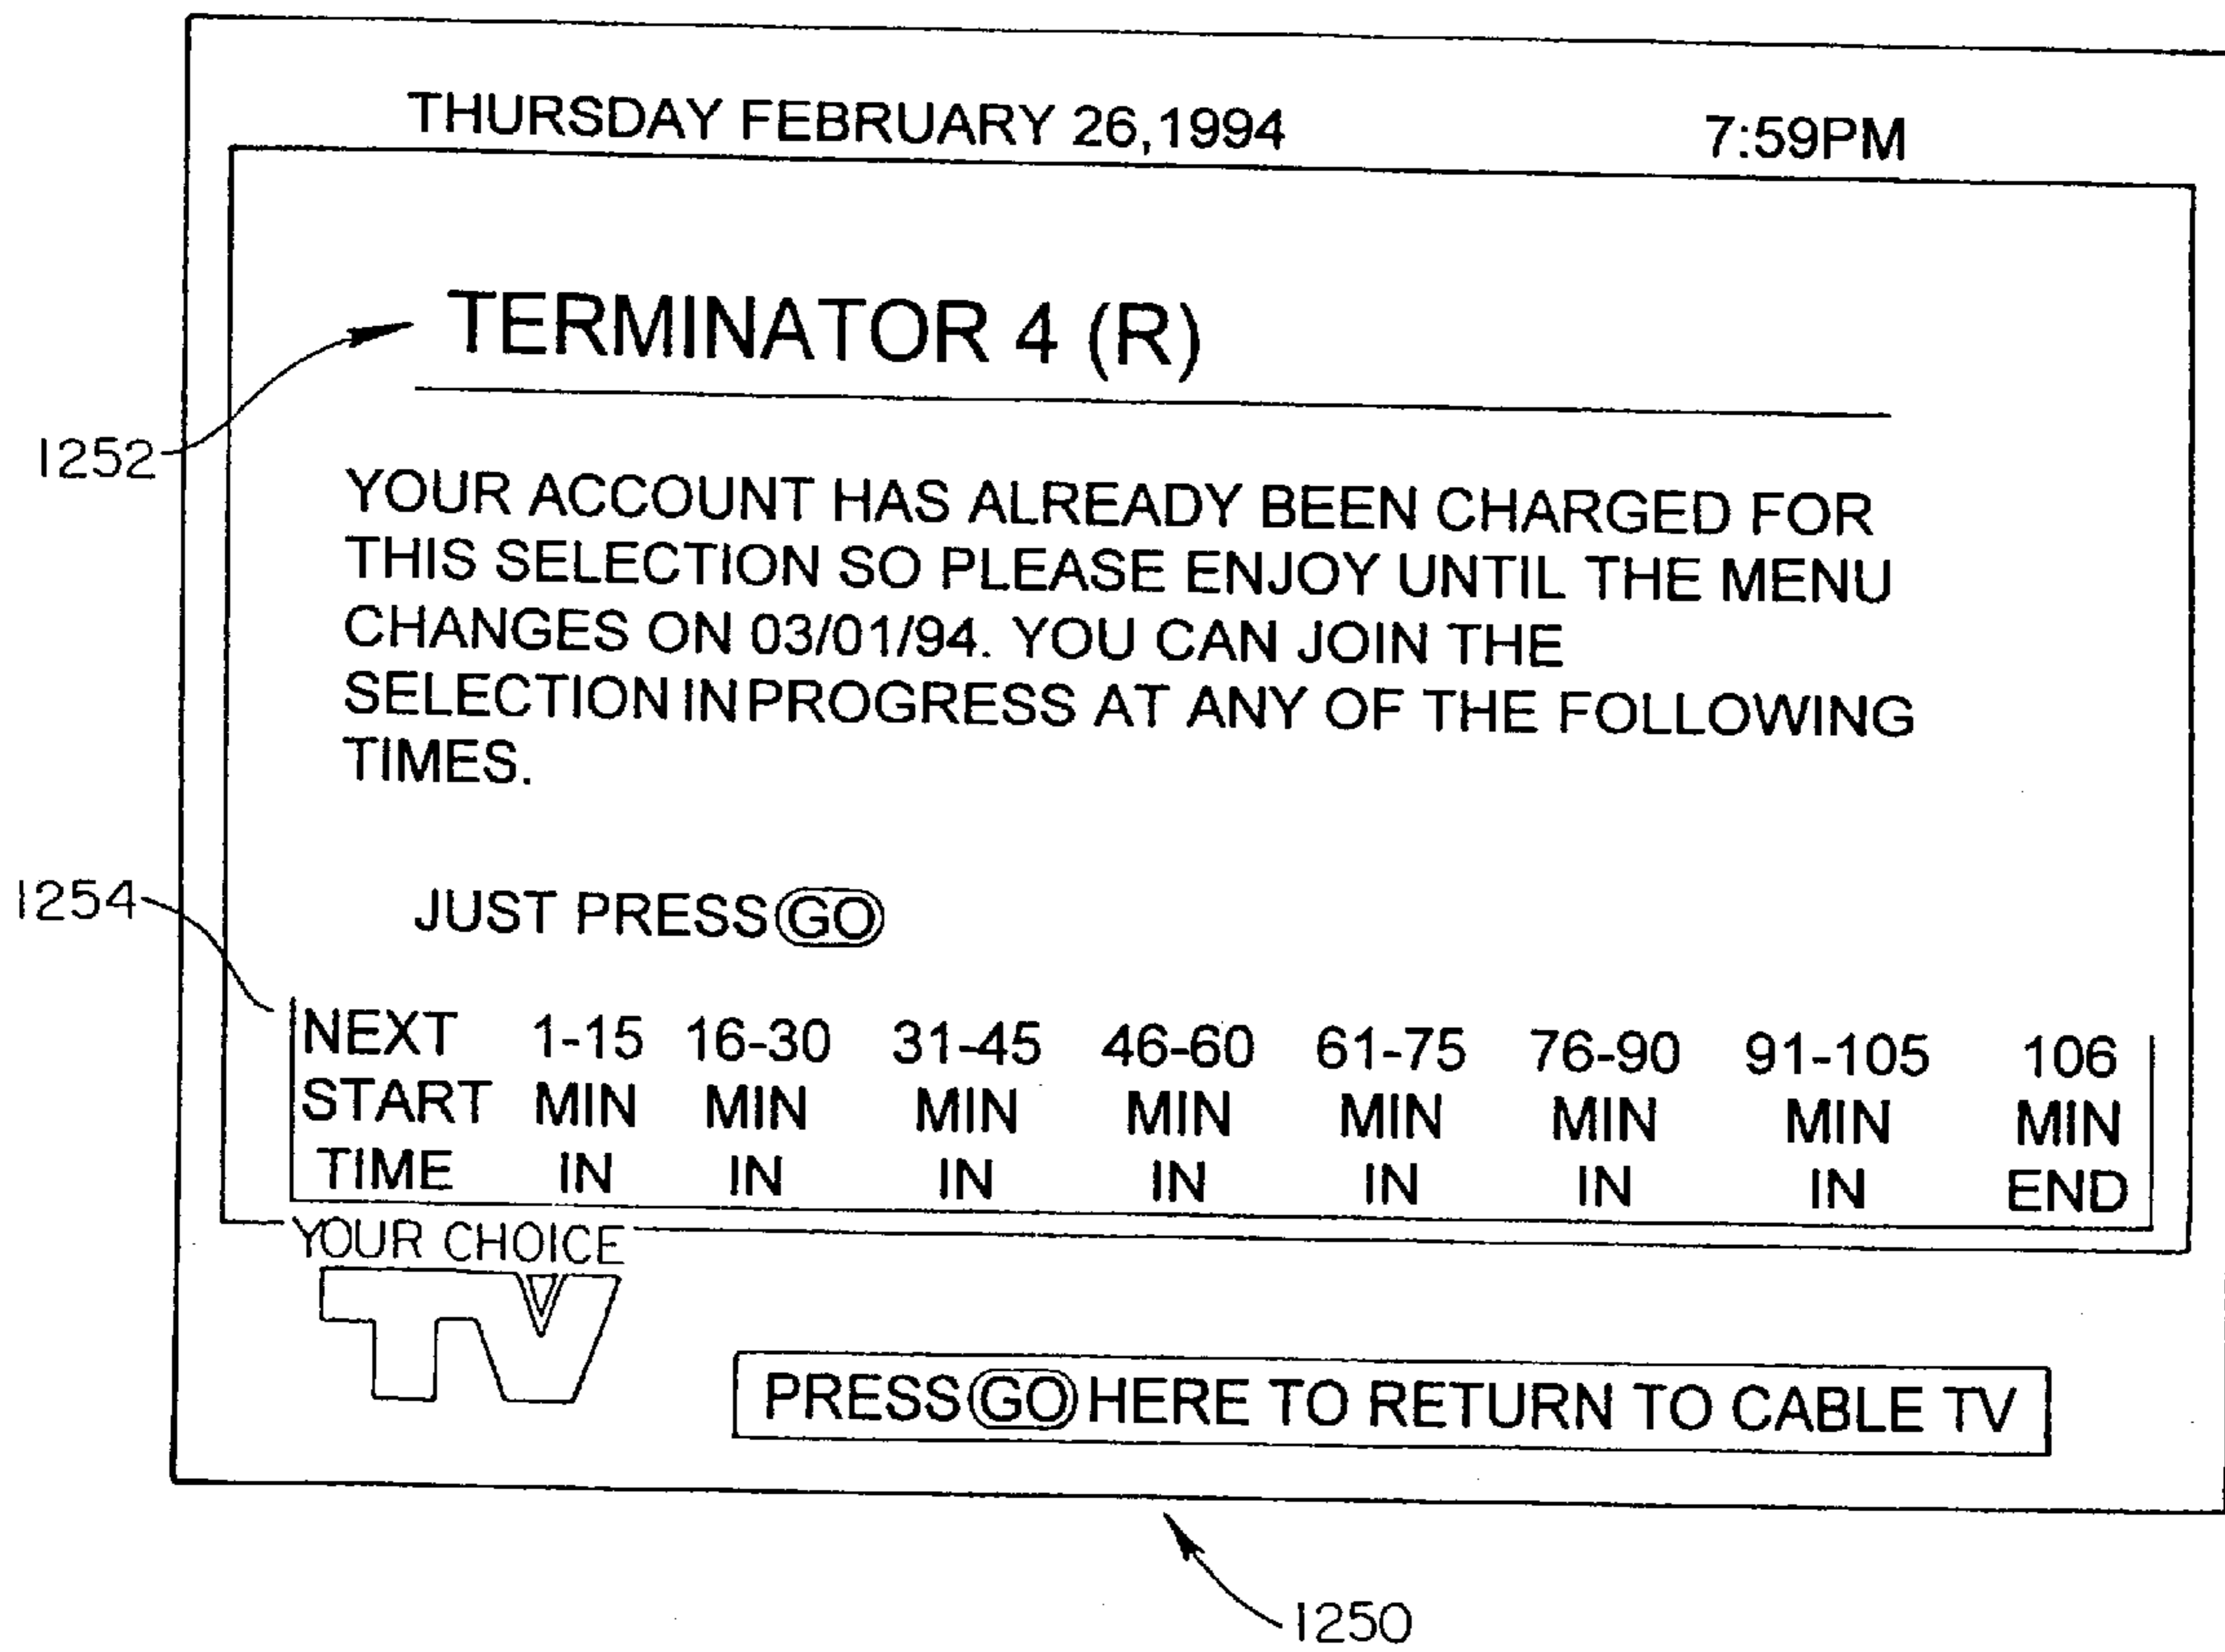 THURSDAY FEBRUARY 26,1994 7:59PM
TERMINATOR 4 (R)
1252
YOUR ACCOUNT HAS ALREADY BEEN CHARGED FOR
THIS SELECTION SO PLEASE ENJOY UNTIL THE MENU
CHANGES ON 03/01/94. YOU CAN JOIN THE
SELECTION IN PROGRESS AT ANY OF THE FOLLOWING
TIMES.
1254
JUST PRESS GO
NEXT 1-15 16-30 31-45 46-60 61-75 76-90 91-105 106
START MIN MIN MIN MIN MIN MIN MIN MIN
TIME IN IN IN IN IN IN IN END
YOUR CHOICE
TV
PRESS GO HERE TO RETURN TO CABLE TV
1250